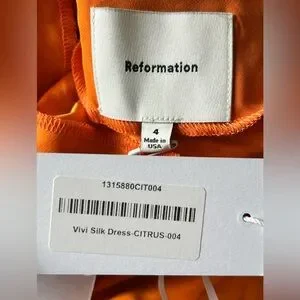 Reformation
4
Made in
USA
1315880CIT004
Vivi Silk Dress-CITRUS-004